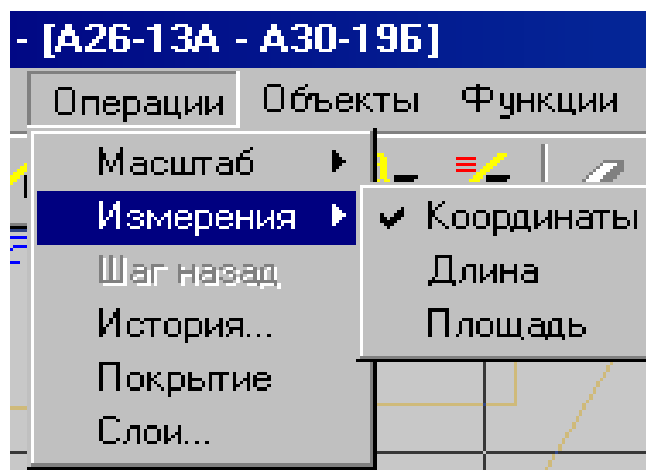 - [А26-13А - А30-19Б]
Операции Объекты Функции
Масштаб
Измерения
Шаг назад
История...
Покрытие
Слои...
Координаты
Длина
Площадь